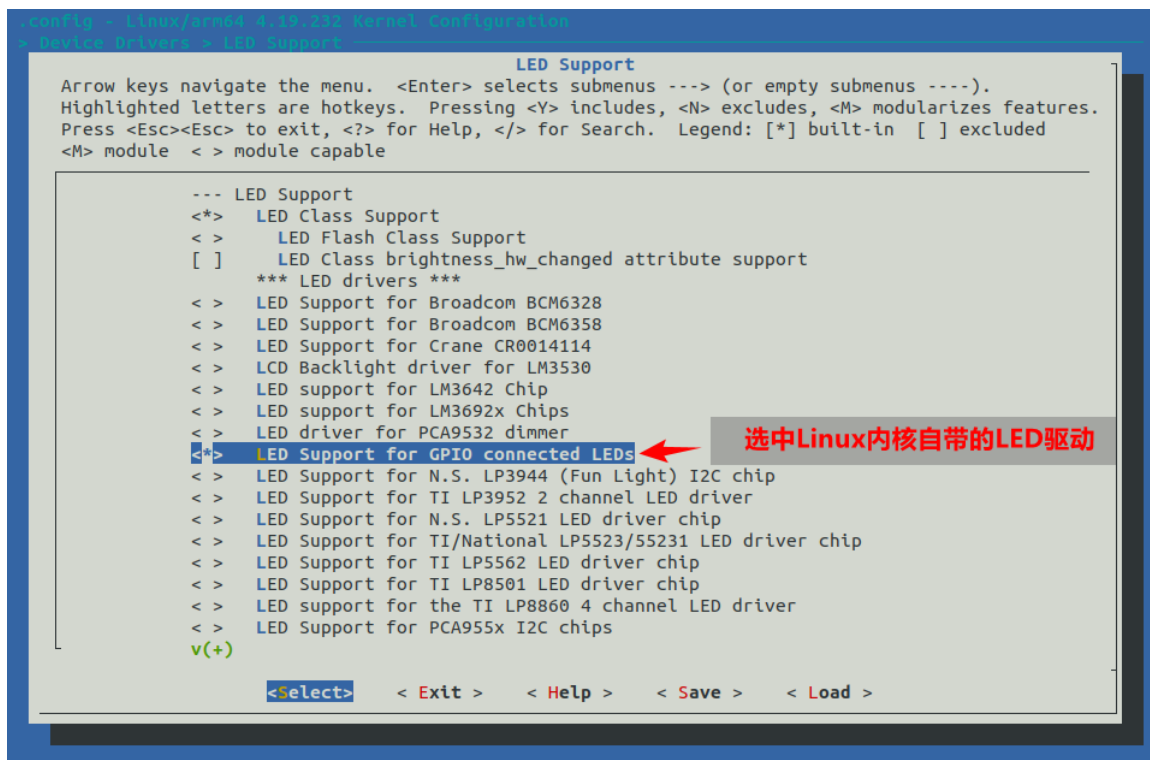 .config - Linux/arm64 4.19.232 Kernel Configuration
> Device Drivers > LED Support
LED Support
Arrow keys navigate the menu. <Enter> selects submenus ---> (or empty submenus ----).
Highlighted letters are hotkeys. Pressing <Y> includes, <N> excludes, <M> modularizes features.
Press <Esc><Esc> to exit, <?> for Help, </> for Search. Legend: [*] built-in [ ] excluded
<M> module < > module capable
--- LED Support
<*> LED Class Support
< > LED Flash Class Support
[ ] LED Class brightness_hw_changed attribute support
*** LED drivers ***
< > LED Support for Broadcom BCM6328
< > LED Support for Broadcom BCM6358
< > LED Support for Crane CR0014114
< > LCD Backlight driver for LM3530
< > LED support for LM3642 Chip
< > LED support for LM3692x Chips
< > LED driver for PCA9532 dimmer
<*> LED Support for GPIO connected LEDs 选中Linux内核自带的LED驱动
< > LED Support for N.S. LP3944 (Fun Light) I2C chip
< > LED Support for TI LP3952 2 channel LED driver
< > LED Support for N.S. LP5521 LED driver chip
< > LED Support for TI/National LP5523/55231 LED driver chip
< > LED Support for TI LP5562 LED driver chip
< > LED Support for TI LP8501 LED driver chip
< > LED support for the TI LP8860 4 channel LED driver
< > LED Support for PCA955x I2C chips
v(+)
<Select> < Exit > < Help > < Save > < Load >